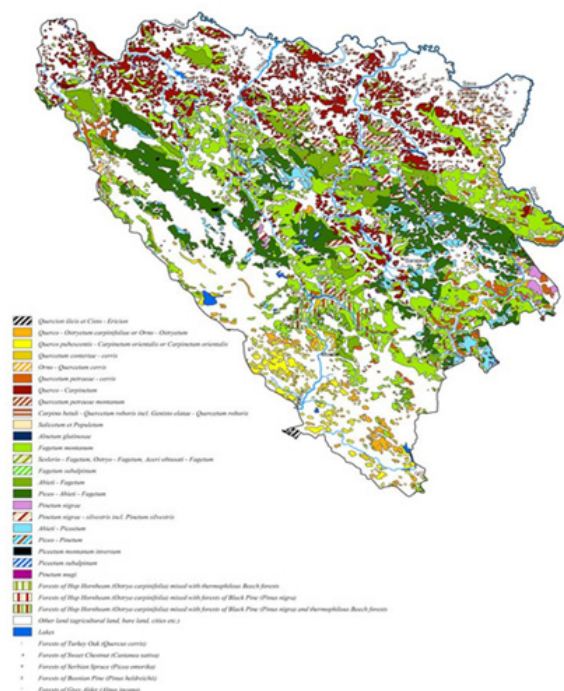 Quercion ilicis et Cisto - Ericion
Querco - Ostryetum carpinifoliae or Orno - Ostryetum
Querco pubescentis - Carpinetum orientalis or Carpinetum orientalis
Quercetum confertae - cerris
Orno - Quercetum cerris
Quercetum petraeae - cerris
Querco - Carpinetum
Quercetum petraeae montanum
Carpino betuli - Quercetum roboris incl. Genisto elatae - Quercetum roboris
Salicetum et Populetum
Alnetum glutinosae
Fagetum montanum
Seslerio - Fagetum, Ostryo - Fagetum, Aceri obtusati - Fagetum
Fagetum subalpinum
Abieti - Fagetum
Piceo - Abieti - Fagetum
Pinetum nigrae
Pinetum nigrae - silvestris incl. Pinetum silvestris
Abieti - Piceetum
Piceo - Pinetum
Piceetum montanum inversum
Piceetum subalpinum
Pinetum mugi
Forests of Hop Hornbeam (Ostrya carpinifolia) mixed with thermophilous Beech forests
Forests of Hop Hornbeam (Ostrya carpinifolia) mixed with forests of Black Pine (Pinus nigra)
Forests of Hop Hornbeam (Ostrya carpinifolia) mixed with forests of Black Pine (Pinus nigra) and thermophilous Beech forests
Other land (agricultural land, bare land, cities etc.)
Lakes
Forests of Turkey Oak (Quercus cerris)
Forests of Sweet Chestnut (Castanea sativa)
Forests of Serbian Spruce (Picea omorika)
Forests of Bosnian Pine (Pinus heldreichii)
Forests of Grey Alder (Alnus incana)